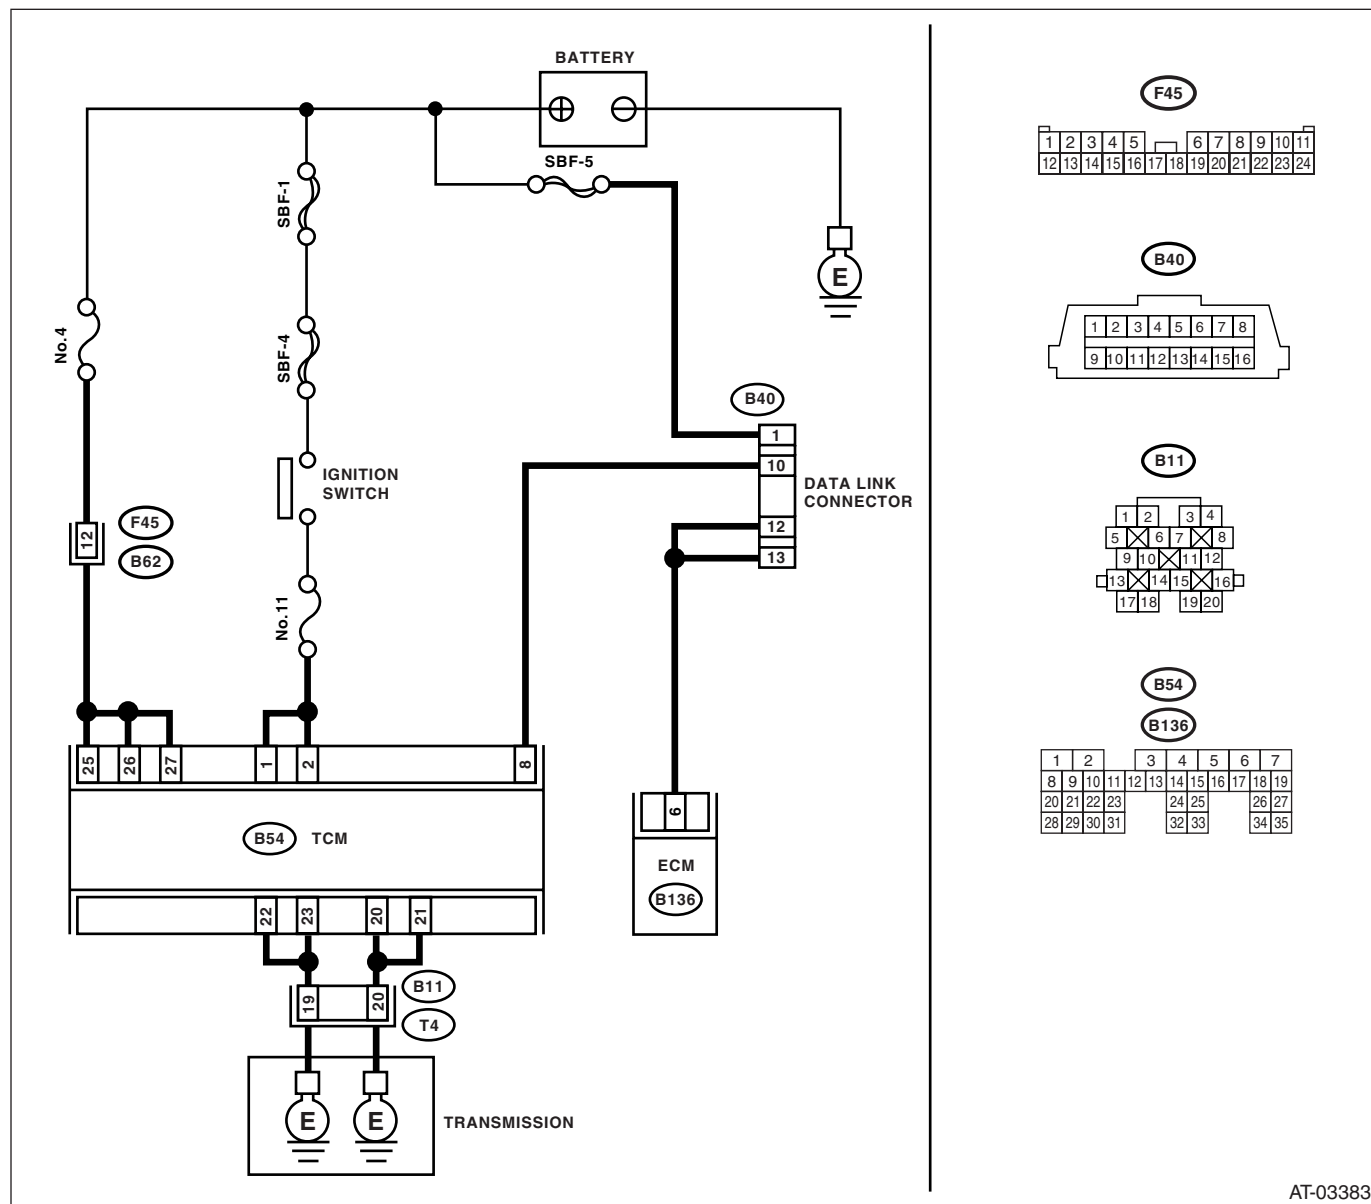 BATTERY
SBF-5
SBF-1
E
No.4
SBF-4
B40
1
10
IGNITION
SWITCH
DATA LINK
CONNECTOR
12
F45
B62
12
13
No.11
25 26 27 1 2 8
6
B54 TCM
ECM
B136
22 23 20 21
19 20
B11
T4
E E
TRANSMISSION
F45
1 2 3 4 5 6 7 8 9 10 11
12 13 14 15 16 17 18 19 20 21 22 23 24
B40
1 2 3 4 5 6 7 8
9 10 11 12 13 14 15 16
B11
1 2 3 4
5 6 7 8
9 10 11 12
13 14 15 16
17 18 19 20
B54
B136
1 2 3 4 5 6 7
8 9 10 11 12 13 14 15 16 17 18 19
20 21 22 23 24 25 26 27
28 29 30 31 32 33 34 35
AT-03383